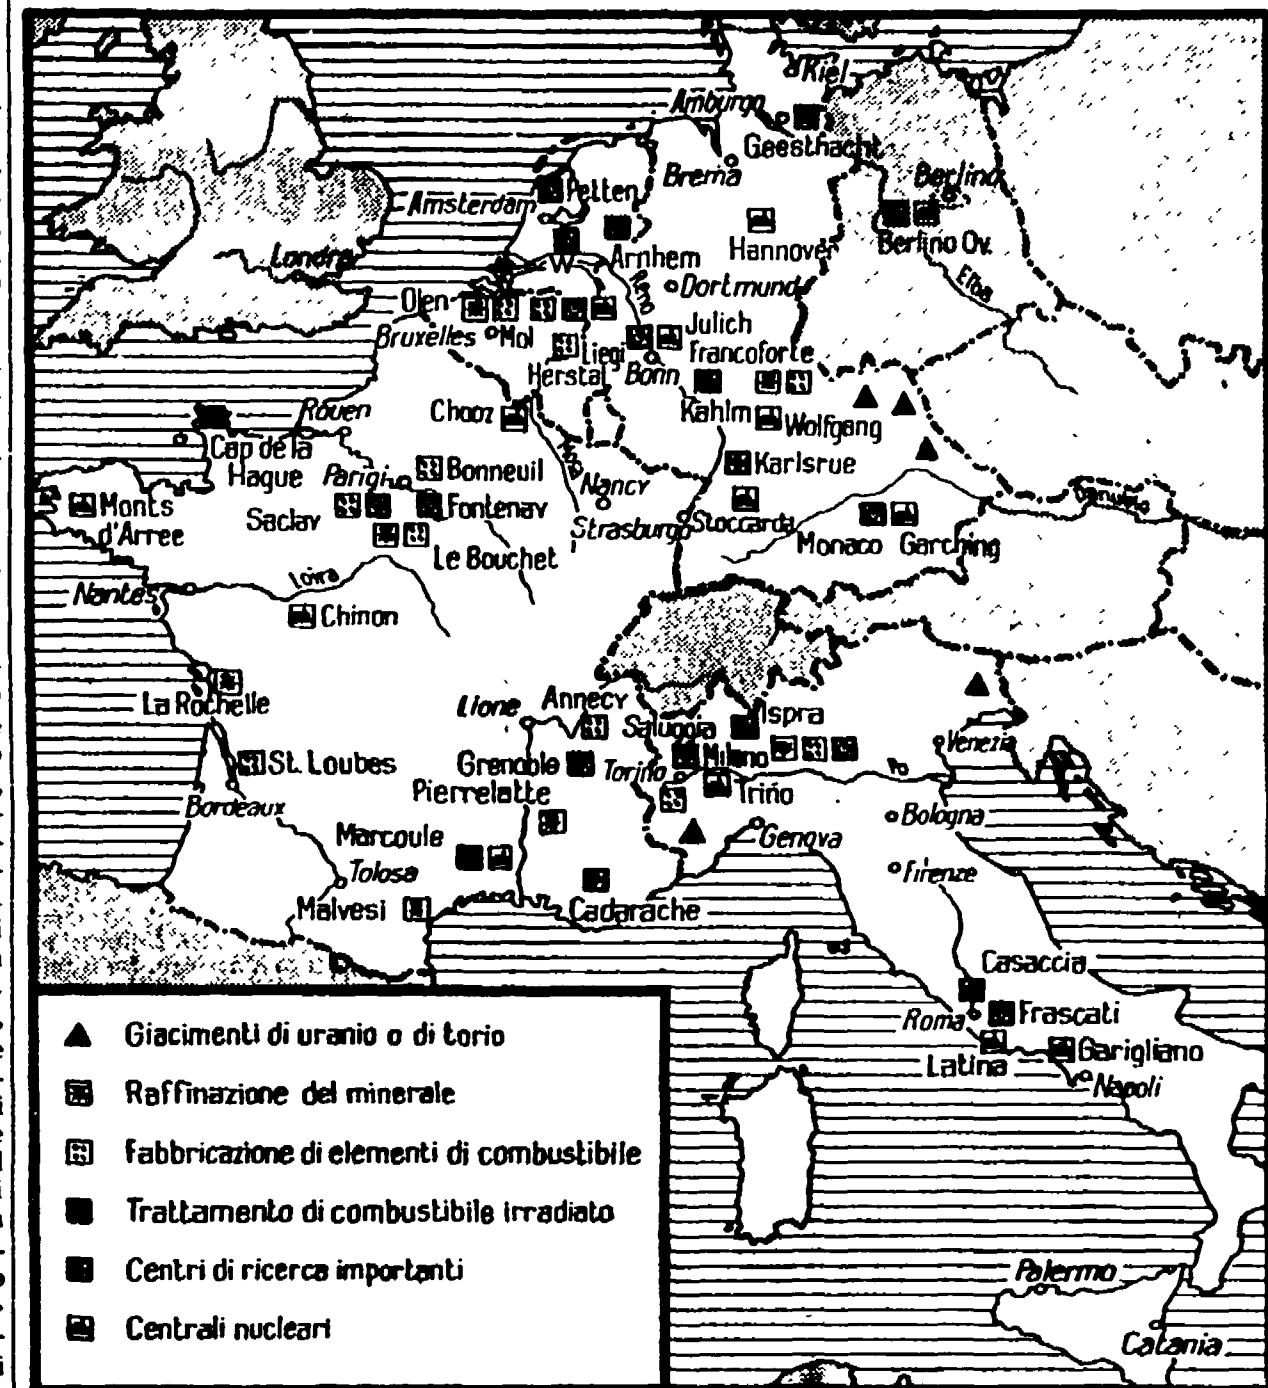 Kiel
Amburgo
Geesthacht
Brema
Berlino
Petten
Amsterdam
Hannover
Berlino Ov.
Londra
Arnhem
W
Reno
Dortmund
Elba
Olen
Bruxelles
Mol
Julich
Liegi
Francoforte
Herstal
Bonn
Chooz
Rouen
Kahlm
Wolfgang
Cap de la
Hague
Parigi
Bonneuil
Mosa
Karlsrue
Nancy
Danubio
Monts
d'Arree
Saclay
Fontenay
Strasburgo
Stoccarda
Le Bouchet
Monaco
Garching
Nantes
Loira
Chinon
La Rochelle
Lione
Annecy
Saluggia
Ispra
St. Loubes
Grenoble
Torino
Milano
Po
Venezia
Bordeaux
Pierrelatte
Trino
Bologna
Marcoule
Genova
Tolosa
Firenze
Malvesi
Cadarache
Casaccia
Roma
Frascati
Latina
Garigliano
Napoli
Palermo
Catania
Giacimenti di uranio o di torio
Raffinazione del minerale
Fabbricazione di elementi di combustibile
Trattamento di combustibile irradiato
Centri di ricerca importanti
Centrali nucleari